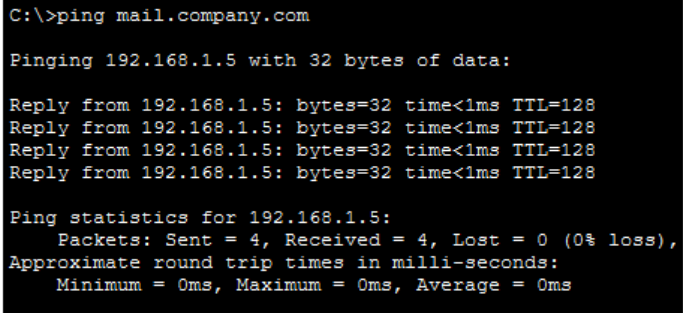 C:\>ping mail.company.com
Pinging 192.168.1.5 with 32 bytes of data:
Reply from 192.168.1.5: bytes=32 time<1ms TTL=128
Reply from 192.168.1.5: bytes=32 time<1ms TTL=128
Reply from 192.168.1.5: bytes=32 time<1ms TTL=128
Reply from 192.168.1.5: bytes=32 time<1ms TTL=128
Ping statistics for 192.168.1.5:
    Packets: Sent = 4, Received = 4, Lost = 0 (0% loss),
Approximate round trip times in milli-seconds:
    Minimum = 0ms, Maximum = 0ms, Average = 0ms